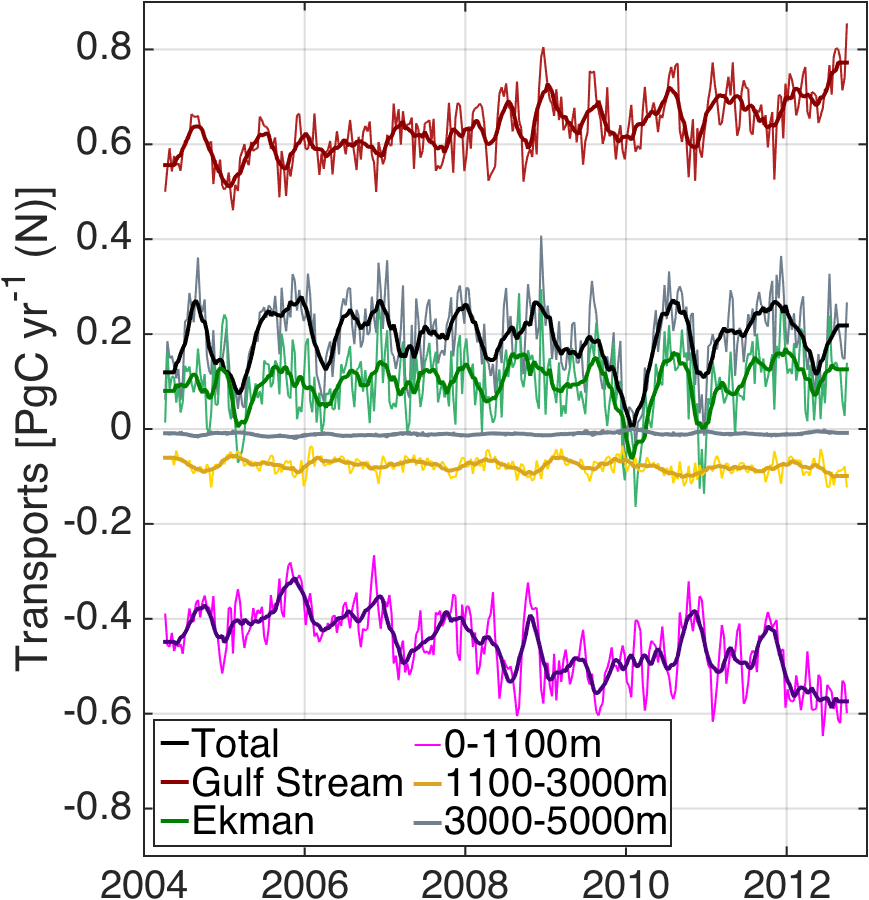 Transports [PgC yr-1 (N)]
0.8
0.6
0.4
0.2
0
-0.2
-0.4
-0.6
-0.8
Total
Gulf Stream
Ekman
0-1100m
1100-3000m
3000-5000m
2004 2006 2008 2010 2012